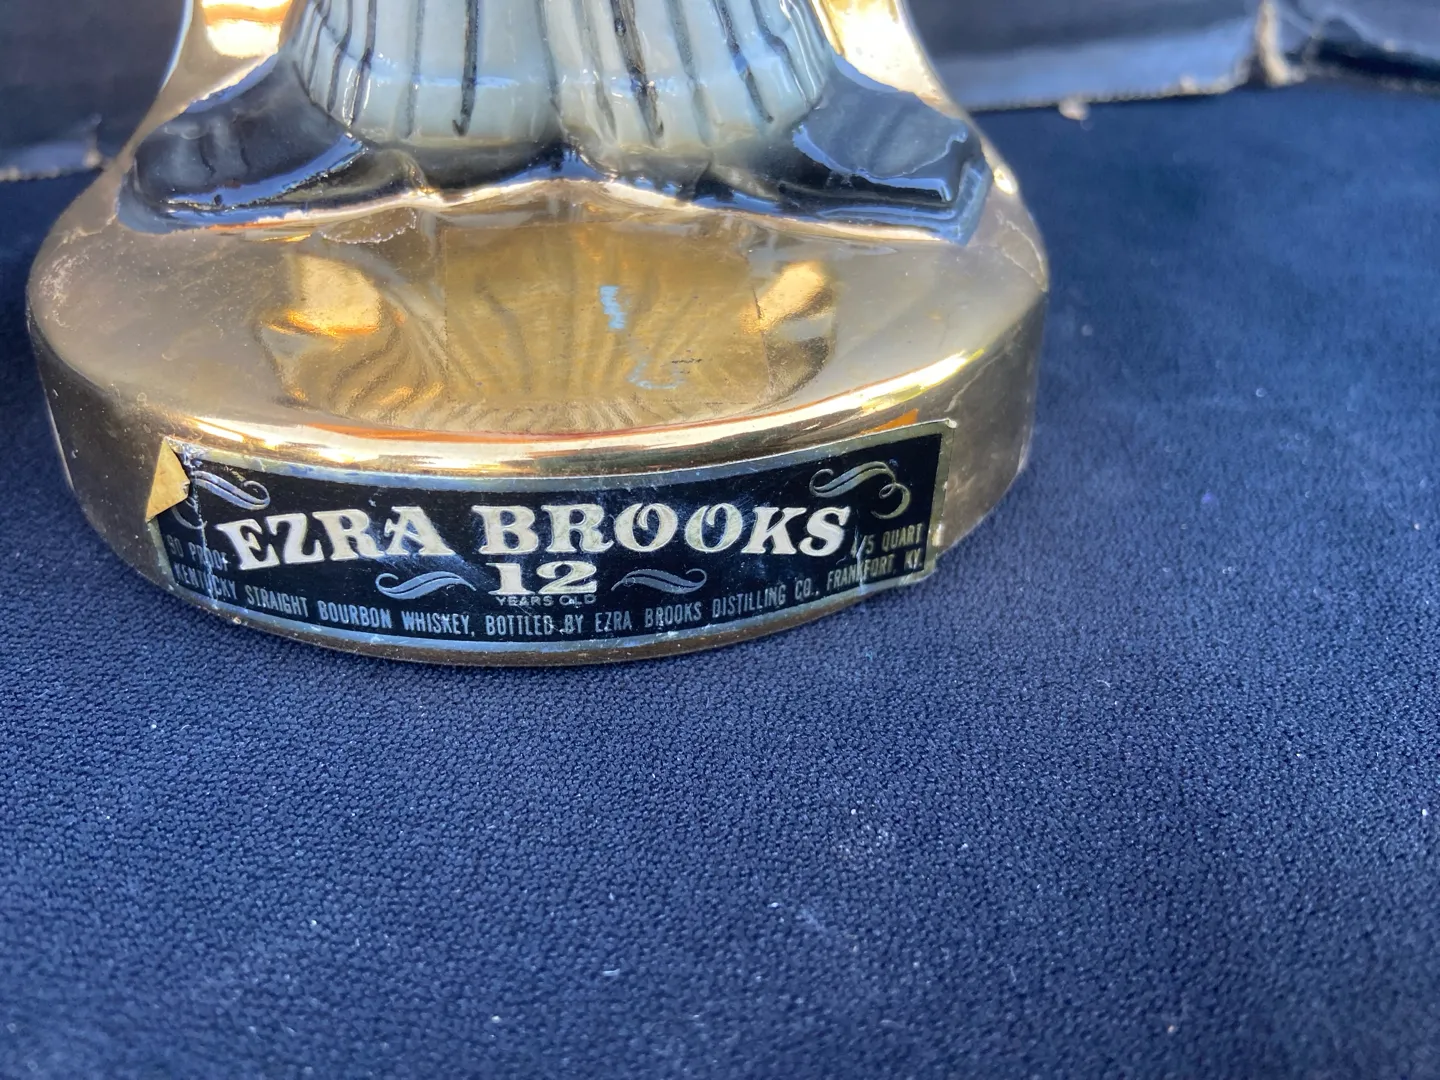 EZRA BROOKS
12
YEARS OLD
90 PROOF
4/5 QUART
KENTUCKY STRAIGHT BOURBON WHISKEY, BOTTLED BY EZRA BROOKS DISTILLING CO., FRANKFORT, KY.